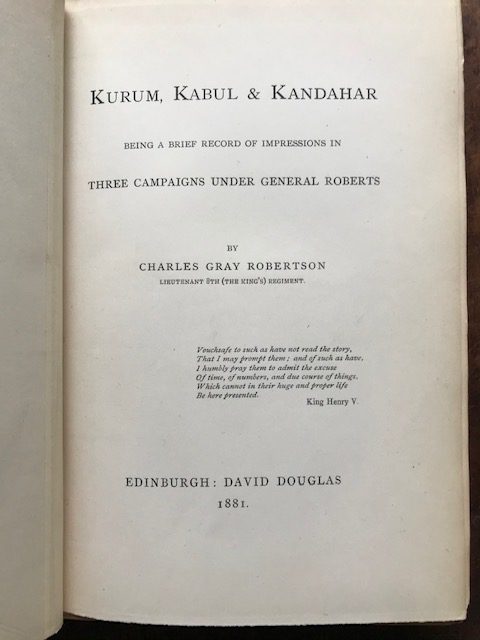 KURUM, KABUL & KANDAHAR
BEING A BRIEF RECORD OF IMPRESSIONS IN
THREE CAMPAIGNS UNDER GENERAL ROBERTS
BY
CHARLES GRAY ROBERTSON
LIEUTENANT 8TH (THE KING'S) REGIMENT.
Vouchsafe to such as have not read the story,
That I may prompt them; and of such as have,
I humbly pray them to admit the excuse
Of time, of numbers, and due course of things,
Which cannot in their huge and proper life
Be here presented.
King Henry V.
EDINBURGH: DAVID DOUGLAS
1881.